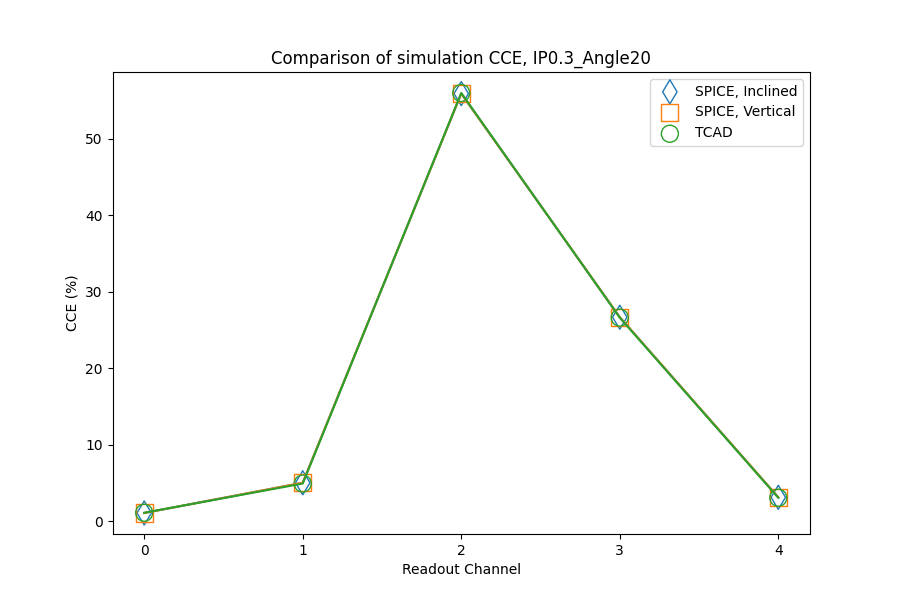 Comparison of simulation CCE, IP0.3_Angle20
SPICE, Inclined
SPICE, Vertical
TCAD
50
40
30
20
10
0
CCE (%)
0 1 2 3 4
Readout Channel